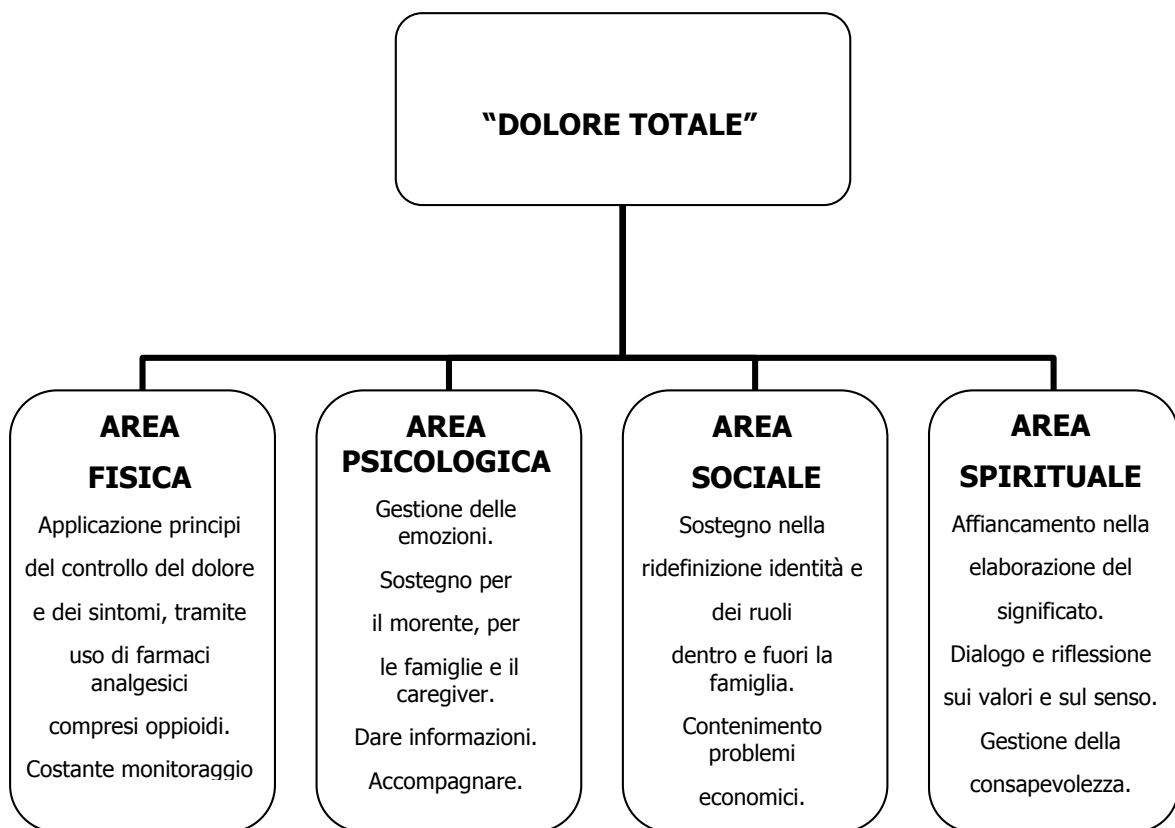 “DOLORE TOTALE”
AREA
FISICA
Applicazione principi
del controllo del dolore
e dei sintomi, tramite
uso di farmaci
analgesici
compresi oppioidi.
Costante monitoraggio
AREA
PSICOLOGICA
Gestione delle
emozioni.
Sostegno per
il morente, per
le famiglie e il
caregiver.
Dare informazioni.
Accompagnare.
AREA
SOCIALE
Sostegno nella
ridefinizione identità e
dei ruoli
dentro e fuori la
famiglia.
Contenimento
problemi
economici.
AREA
SPIRITUALE
Affiancamento nella
elaborazione del
significato.
Dialogo e riflessione
sui valori e sul senso.
Gestione della
consapevolezza.